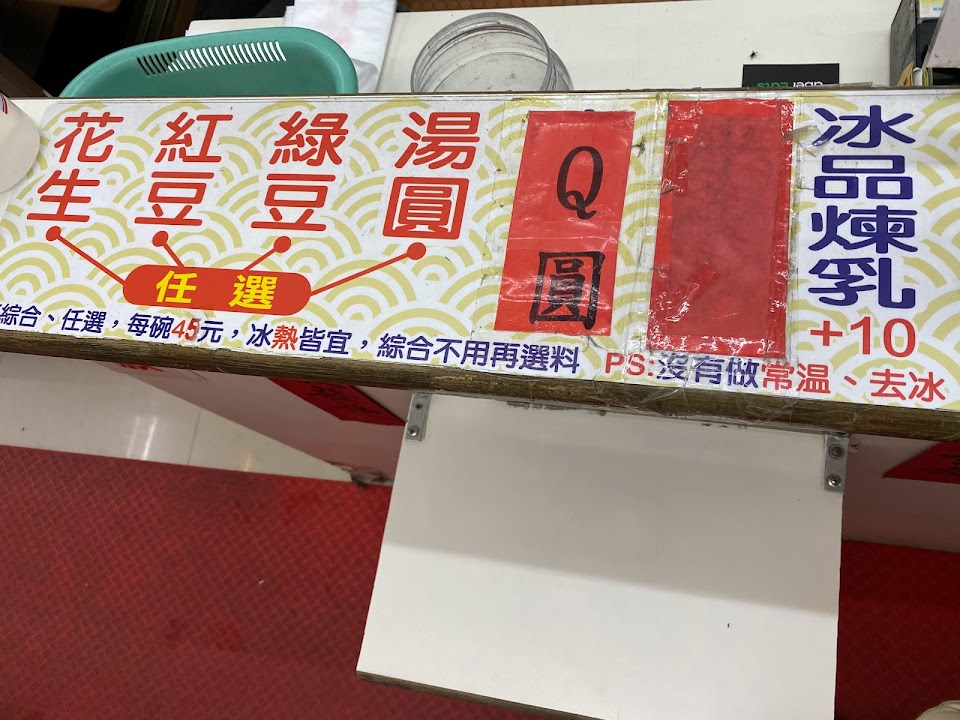 花生
紅豆
綠豆
湯圓
任選
Q圓
冰品煉乳
+10
綜合、任選，每碗45元，冰熱皆宜，綜合不用再選料
PS:沒有做常温、去冰